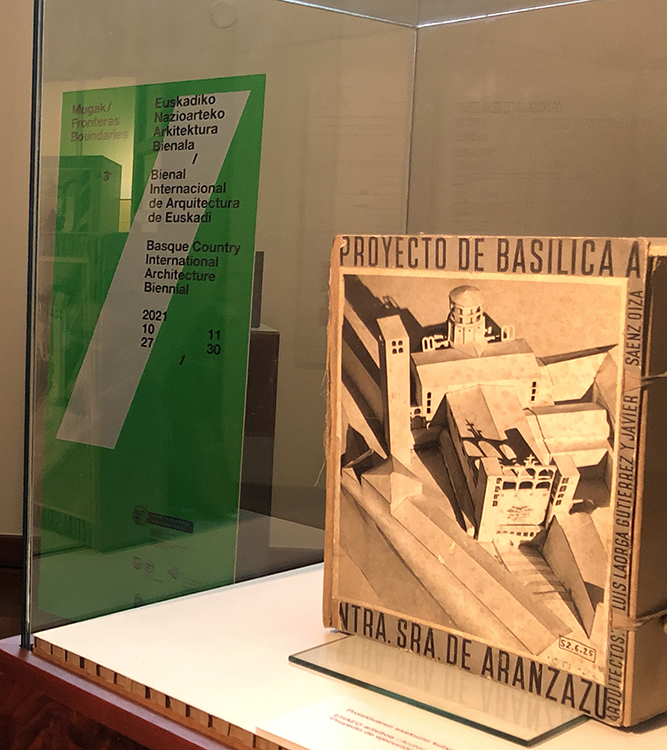 Mugak/
Fronteras
Boundaries
3
Euskadiko
Nazioarteko
Arkitektura
Bienala
/
Bienal
Internacional
de Arquitectura
de Euskadi
Basque Country
International
Architecture
Biennial
2021
10
27
/
11
30
PROYECTO DE BASILICA A
NTRA. SRA. DE ARANZAZU
ARQUITECTOS: LUIS LAORGA GUTIERREZ Y JAVIER SAENZ OIZA
52.6.26